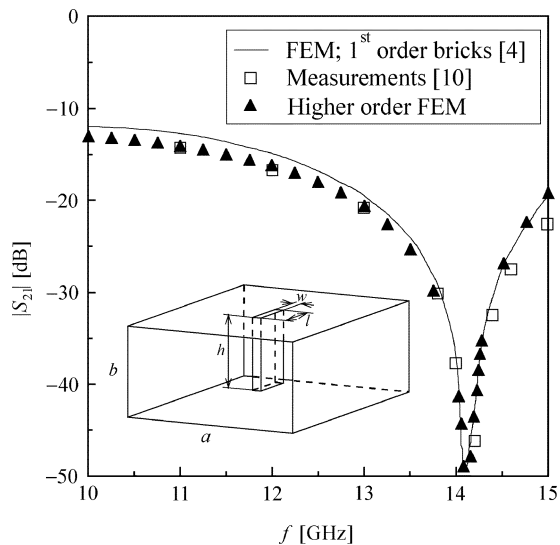 FEM; 1st order bricks [4]
Measurements [10]
Higher order FEM
|S21| [dB]
0
−10
−20
−30
−40
−50
w
l
h
b
a
10
11
12
13
14
15
f [GHz]